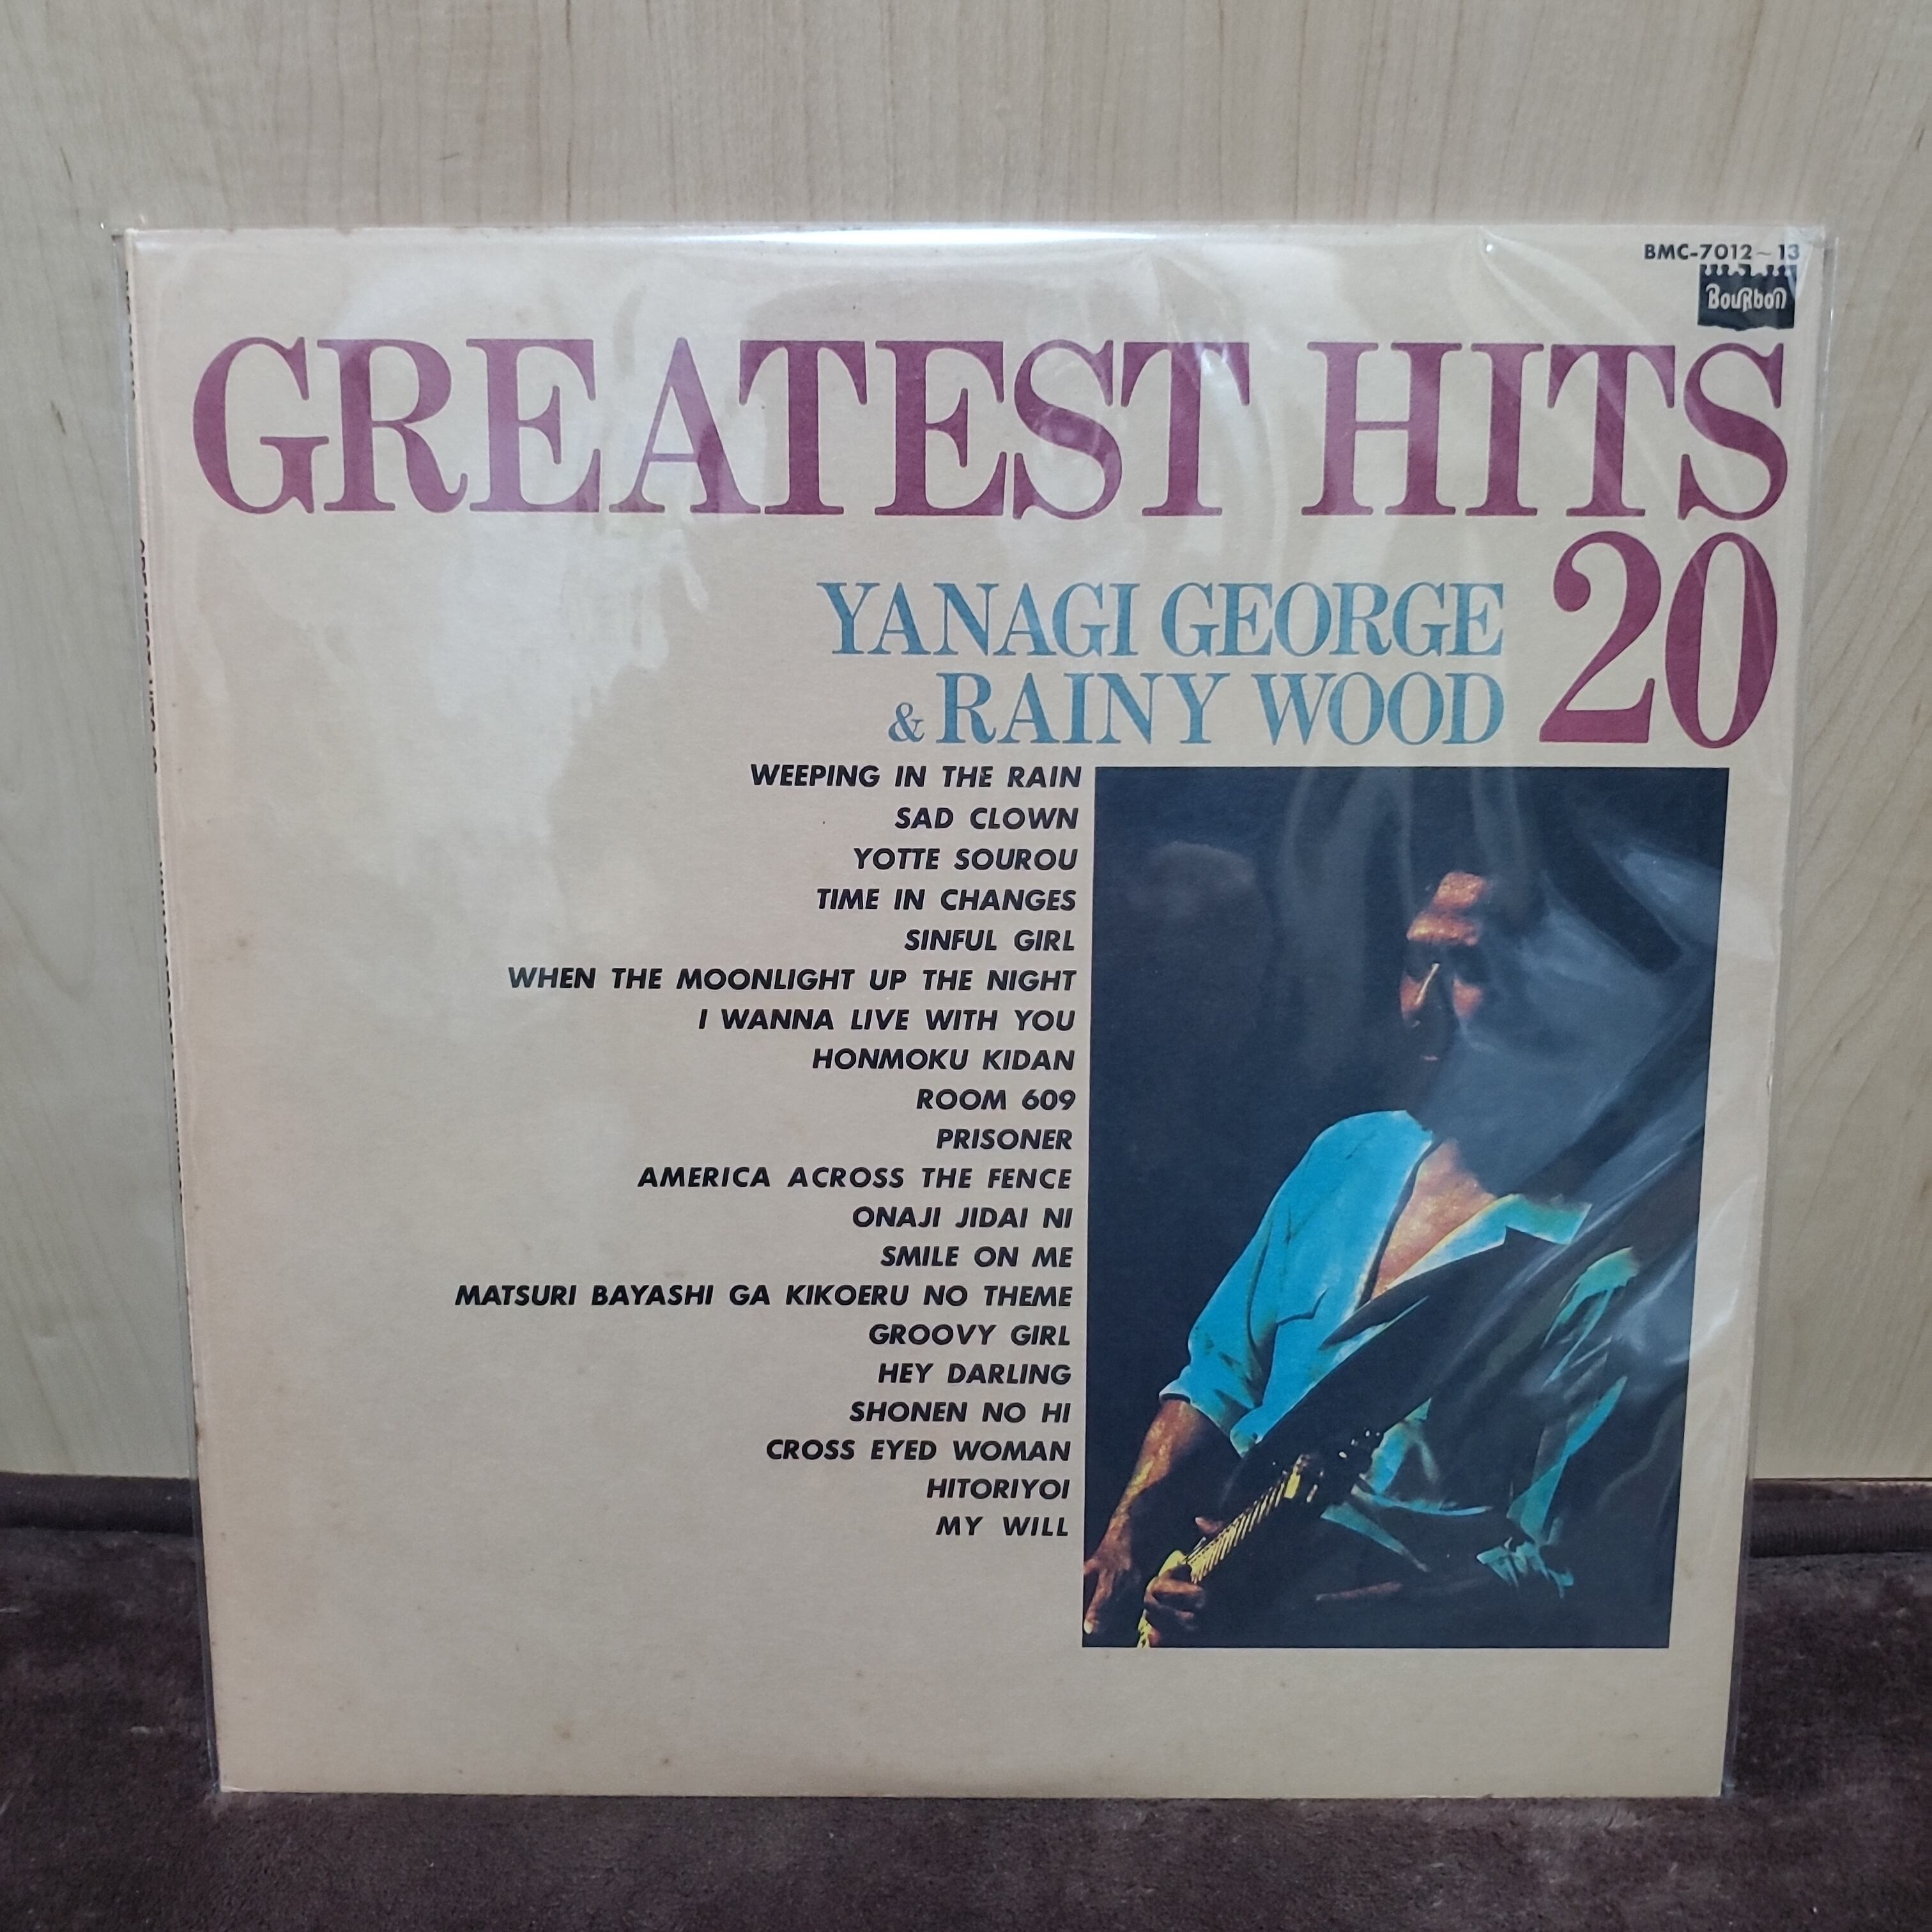 BMC-7012~13
BouRbon
GREATEST HITS
20
YANAGI GEORGE
& RAINY WOOD
WEEPING IN THE RAIN
SAD CLOWN
YOTTE SOUROU
TIME IN CHANGES
SINFUL GIRL
WHEN THE MOONLIGHT UP THE NIGHT
I WANNA LIVE WITH YOU
HONMOKU KIDAN
ROOM 609
PRISONER
AMERICA ACROSS THE FENCE
ONAJI JIDAI NI
SMILE ON ME
MATSURI BAYASHI GA KIKOERU NO THEME
GROOVY GIRL
HEY DARLING
SHONEN NO HI
CROSS EYED WOMAN
HITORIYOI
MY WILL